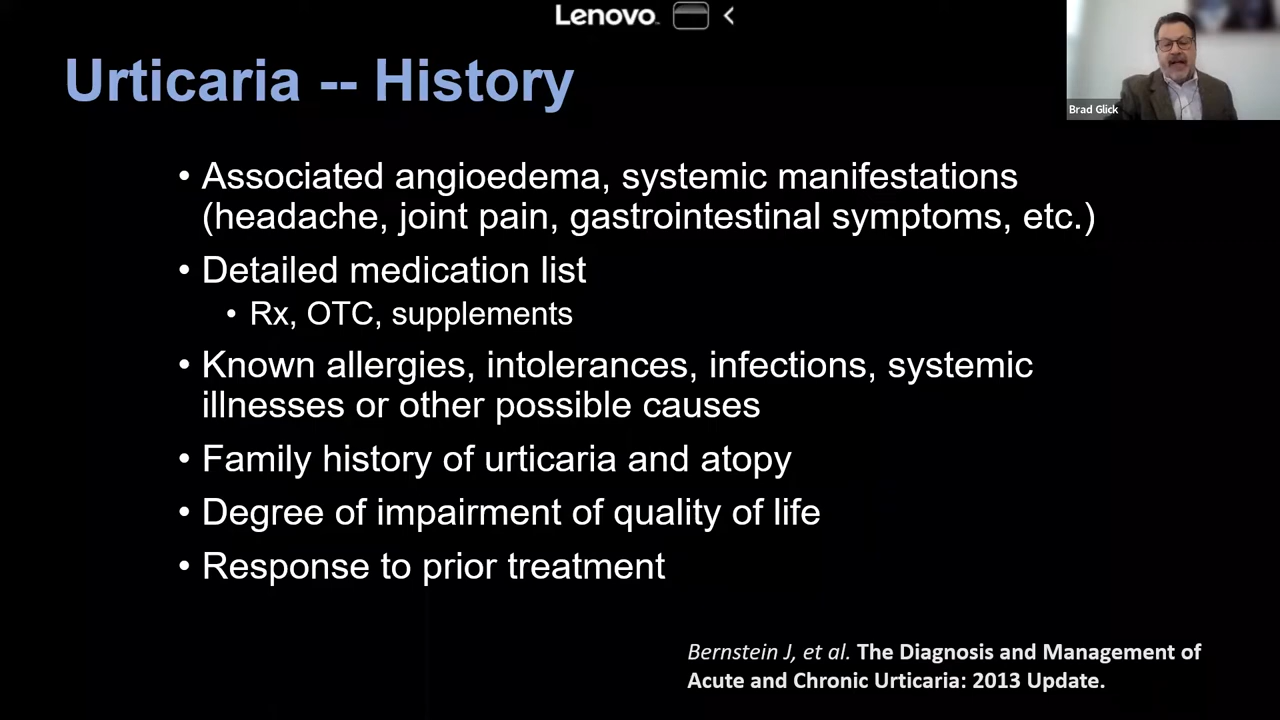 Lenovo
Urticaria -- History
Brad Glick
• Associated angioedema, systemic manifestations
(headache, joint pain, gastrointestinal symptoms, etc.)
• Detailed medication list
• Rx, OTC, supplements
• Known allergies, intolerances, infections, systemic
illnesses or other possible causes
• Family history of urticaria and atopy
• Degree of impairment of quality of life
• Response to prior treatment
Bernstein J, et al. The Diagnosis and Management of
Acute and Chronic Urticaria: 2013 Update.